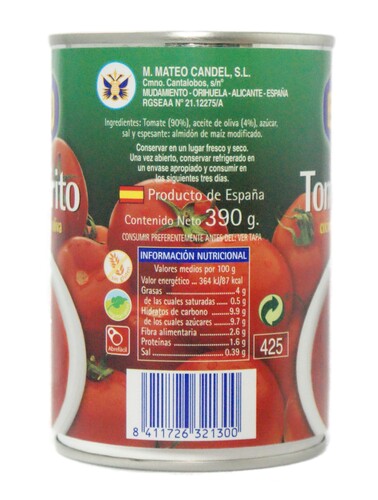 M. MATEO CANDEL, S.L.
Cmno. Cantalobos, s/n°
MUDAMIENTO - ORIHUELA - ALICANTE - ESPAÑA
RGSEAA N° 21.12275/A
Ingredientes: Tomate (90%), aceite de oliva (4%), azúcar,
sal y espesante: almidón de maíz modificado.
Conservar en un lugar fresco y seco.
Una vez abierto, conservar refrigerado en
un envase apropiado y consumir en
los siguientes tres días.
Producto de España
Contenido Neto 390 g.
CONSUMIR PREFERENTEMENTE ANTES DEL: VER TAPA
rito
Tom
INFORMACIÓN NUTRICIONAL
Valores medios por 100 g
Valor energético ... 364 kJ/87 kcal
Grasas 4 g
de las cuales saturadas 0.5 g
Hidratos de carbono 9.9 g
de los cuales azúcares 9.7 g
Fibra alimentaria 2.6 g
Proteínas 1.6 g
Sal 0.39 g
Abrefácil
425
8 411726 321300